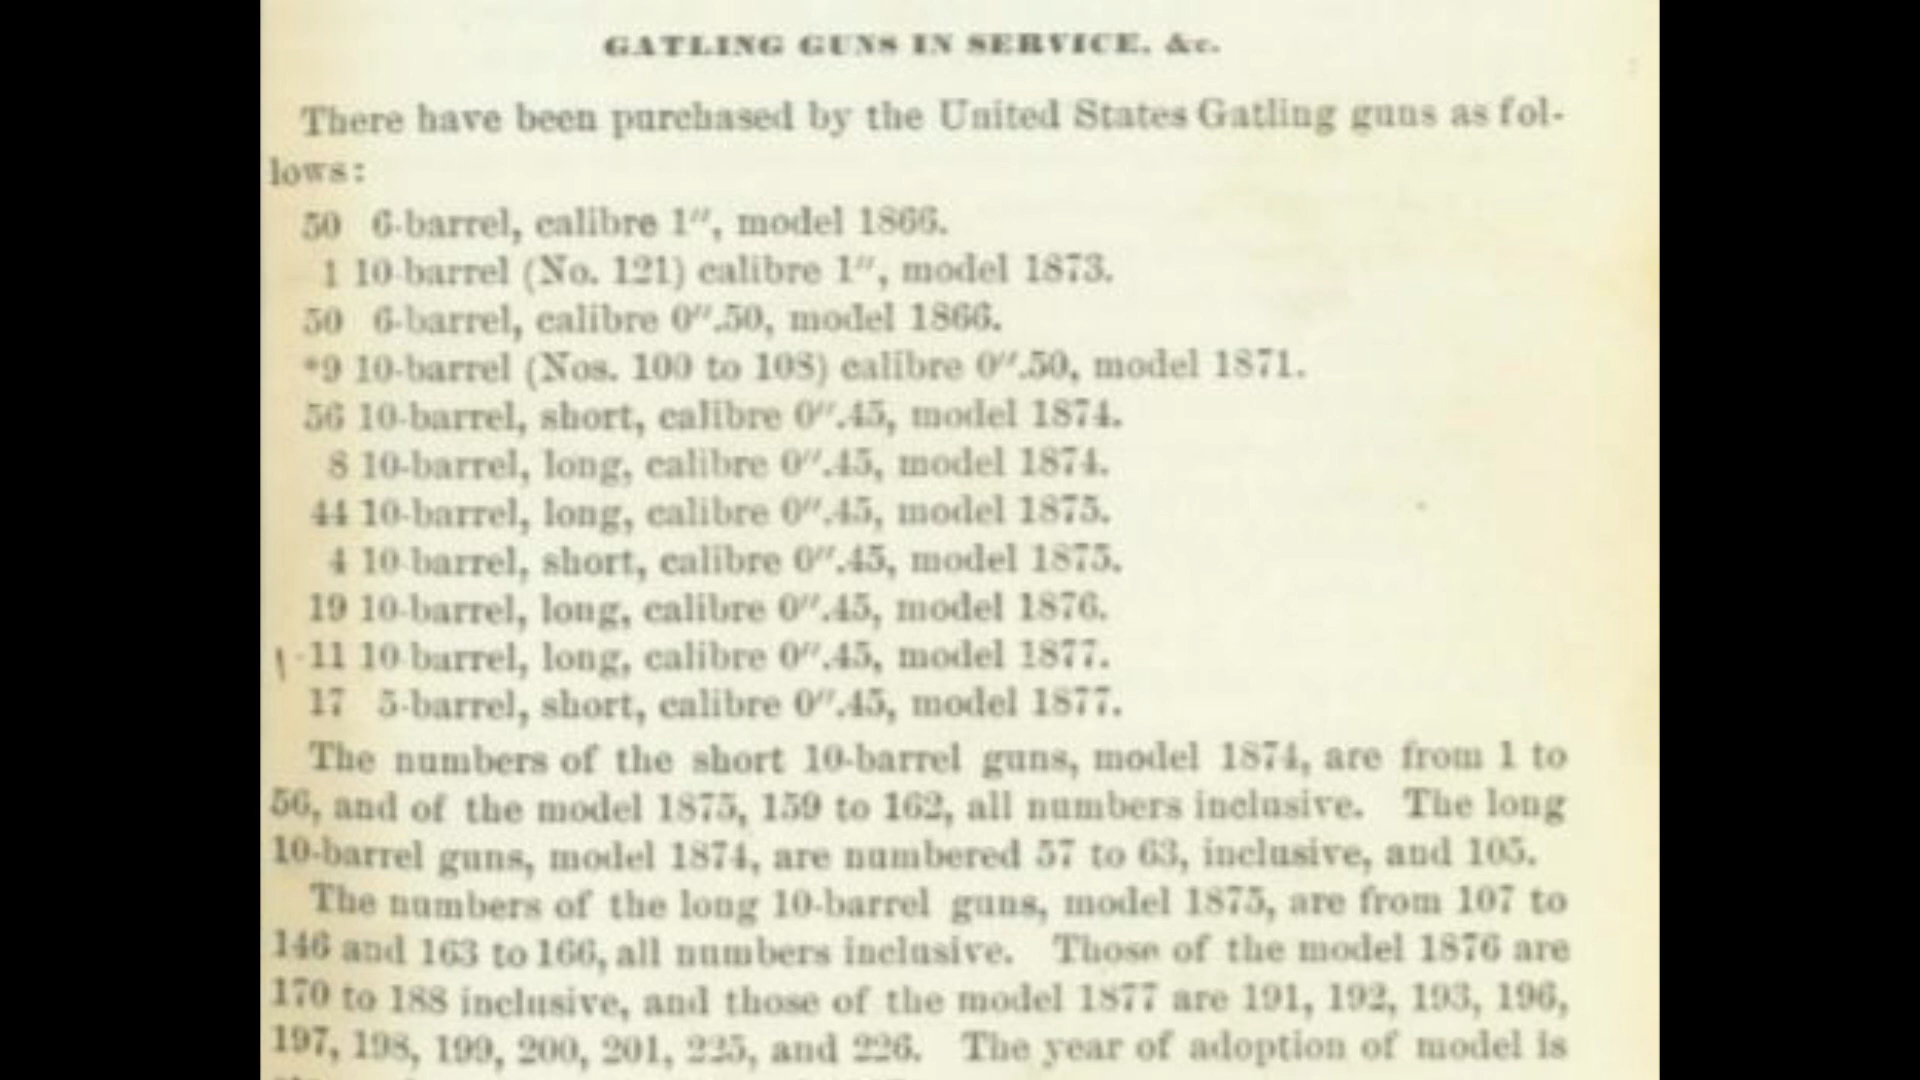 GATLING GUNS IN SERVICE, &c.
There have been purchased by the United States Gatling guns as fol-
lows:
50 6-barrel, calibre 1″, model 1866.
1 10-barrel (No. 121) calibre 1″, model 1873.
50 6-barrel, calibre 0″.50, model 1866.
*9 10-barrel (Nos. 100 to 108) calibre 0″.50, model 1871.
56 10-barrel, short, calibre 0″.45, model 1874.
8 10-barrel, long, calibre 0″.45, model 1874.
44 10-barrel, long, calibre 0″.45, model 1875.
4 10-barrel, short, calibre 0″.45, model 1875.
19 10-barrel, long, calibre 0″.45, model 1876.
11 10-barrel, long, calibre 0″.45, model 1877.
17 5-barrel, short, calibre 0″.45, model 1877.
The numbers of the short 10-barrel guns, model 1874, are from 1 to
56, and of the model 1875, 159 to 162, all numbers inclusive. The long
10-barrel guns, model 1874, are numbered 57 to 63, inclusive, and 105.
The numbers of the long 10-barrel guns, model 1875, are from 107 to
146 and 163 to 166, all numbers inclusive. Those of the model 1876 are
170 to 188 inclusive, and those of the model 1877 are 191, 192, 193, 196,
197, 198, 199, 200, 201, 225, and 226. The year of adoption of model is